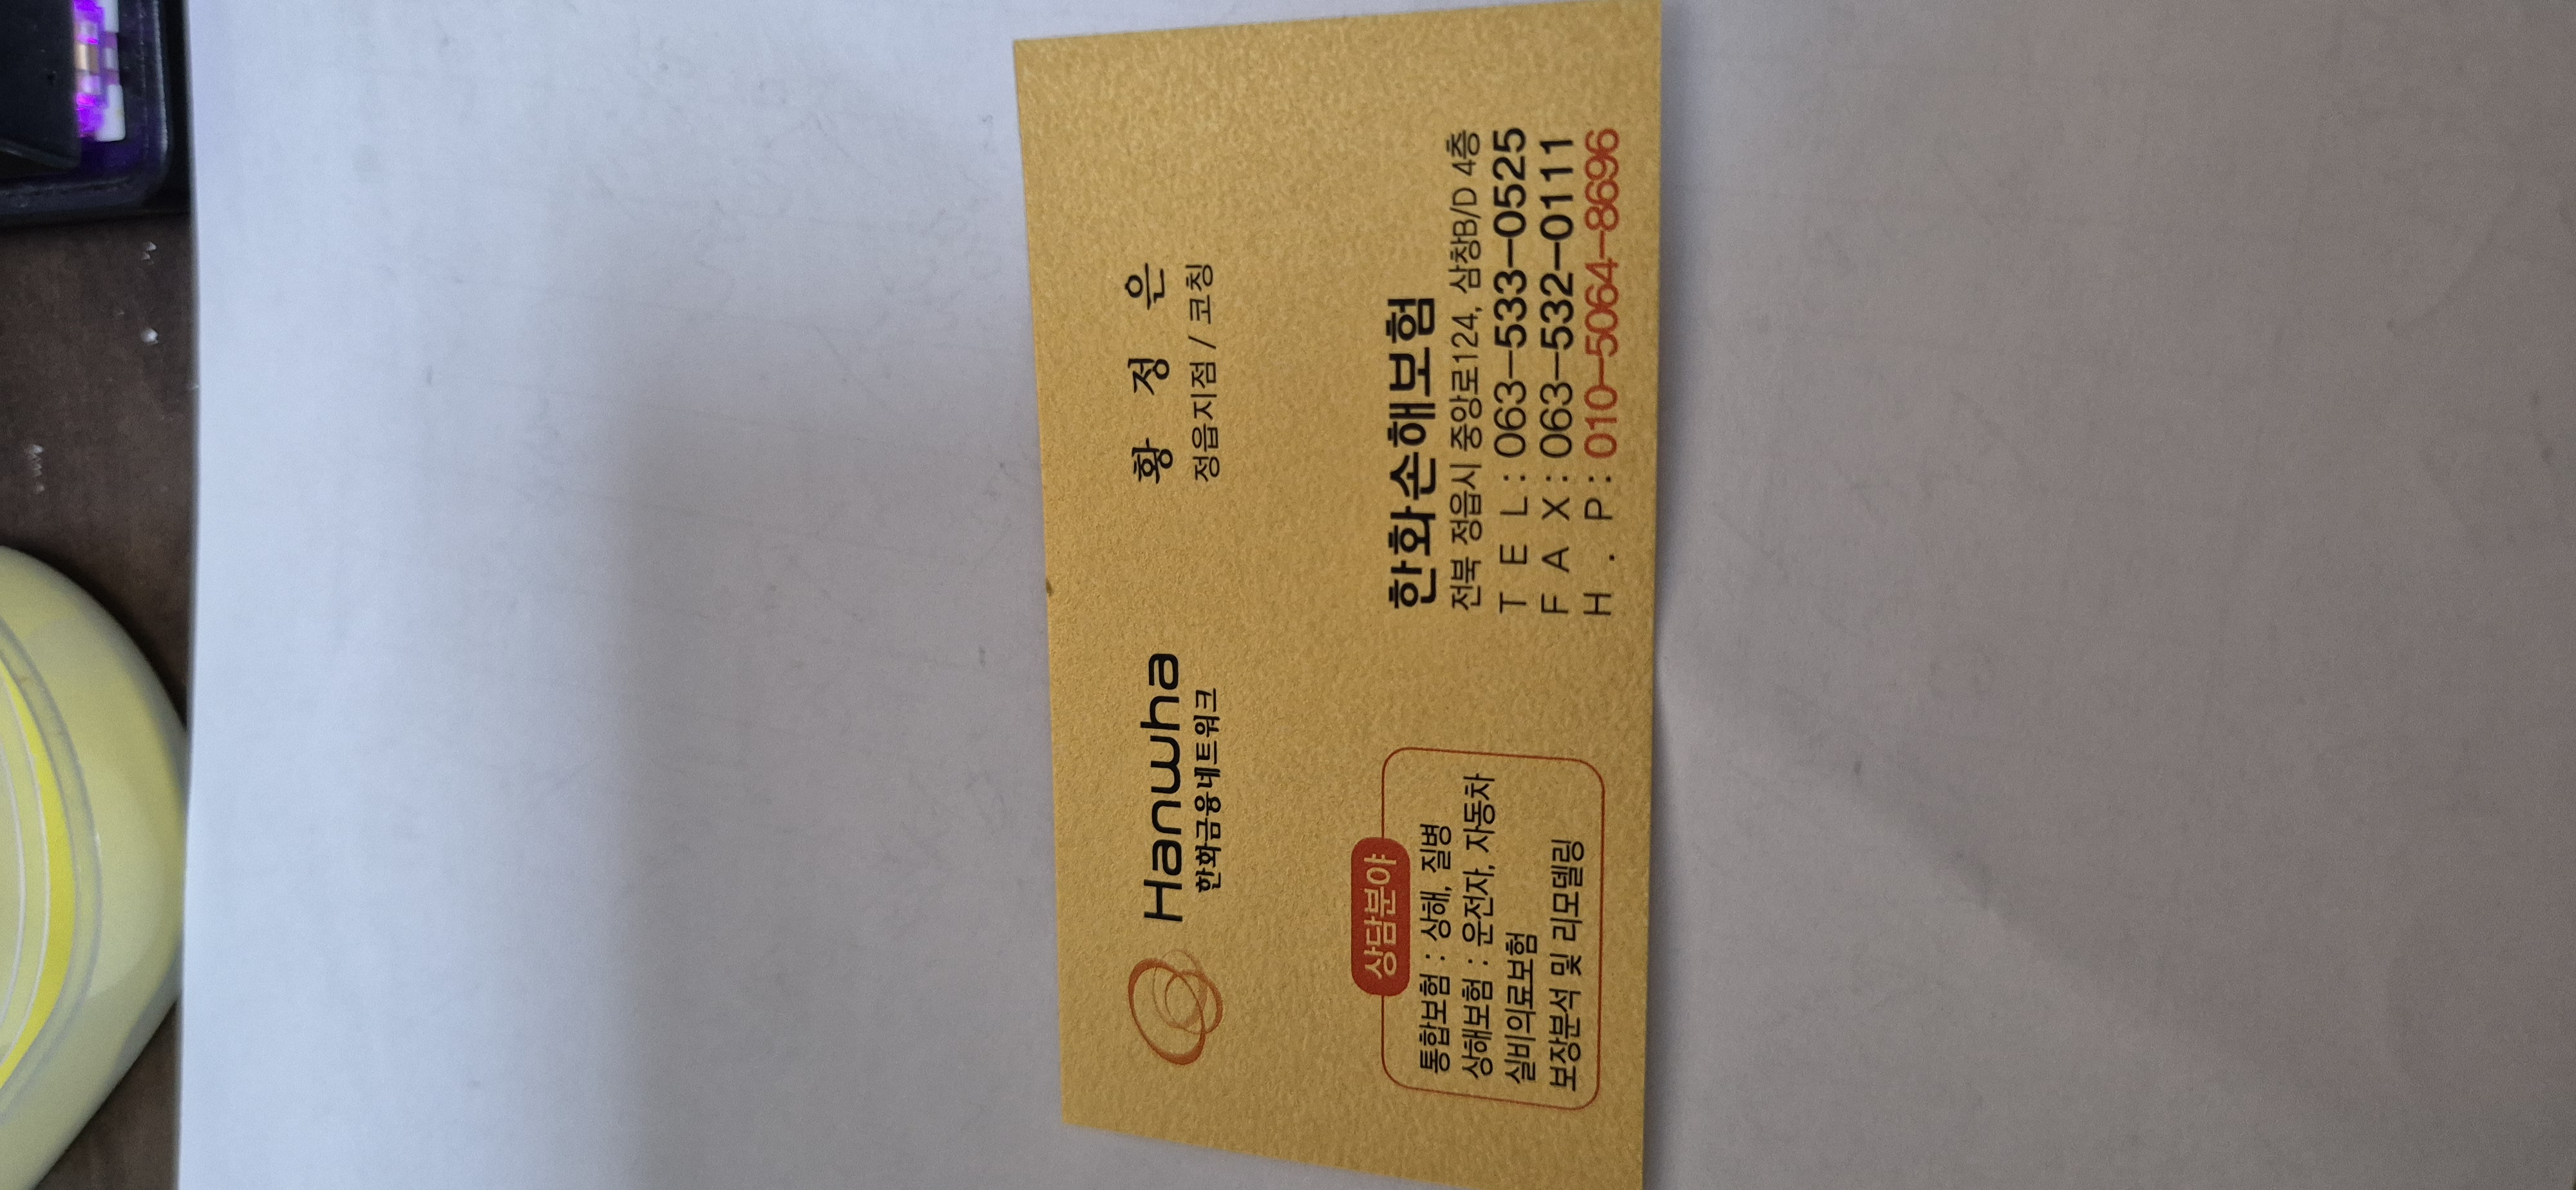 Hanwha
한화금융네트워크
황 정 은
정읍지점 / 코칭
상담분야
통합보험 : 상해, 질병
상해보험 : 운전자, 자동차
실비의료보험
보장분석 및 리모델링
한화손해보험
전북 정읍시 중앙로124, 삼창B/D 4층
T E L : 063-533-0525
F A X : 063-532-0111
H . P : 010-5064-8696